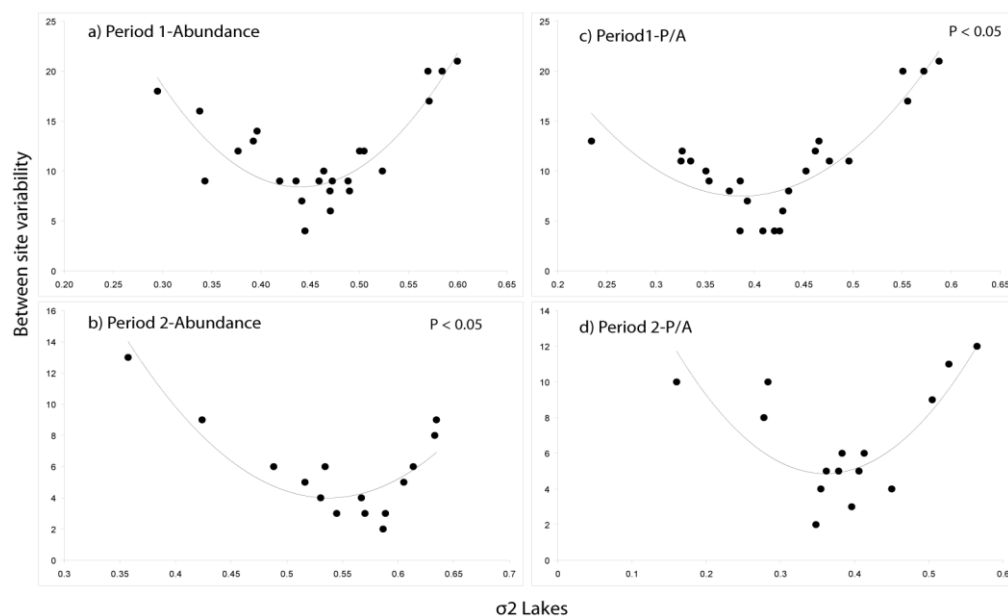 a) Period 1-Abundance
25
20
15
10
5
0
0.20 0.25 0.30 0.35 0.40 0.45 0.50 0.55 0.60 0.65
c) Period1-P/A
P < 0.05
25
20
15
10
5
0
0.2 0.25 0.3 0.35 0.4 0.45 0.5 0.55 0.6 0.65
Between site variability
b) Period 2-Abundance
P < 0.05
16
14
12
10
8
6
4
2
0
0.3 0.35 0.4 0.45 0.5 0.55 0.6 0.65 0.7
d) Period 2-P/A
14
12
10
8
6
4
2
0
0 0.1 0.2 0.3 0.4 0.5 0.6
σ2 Lakes